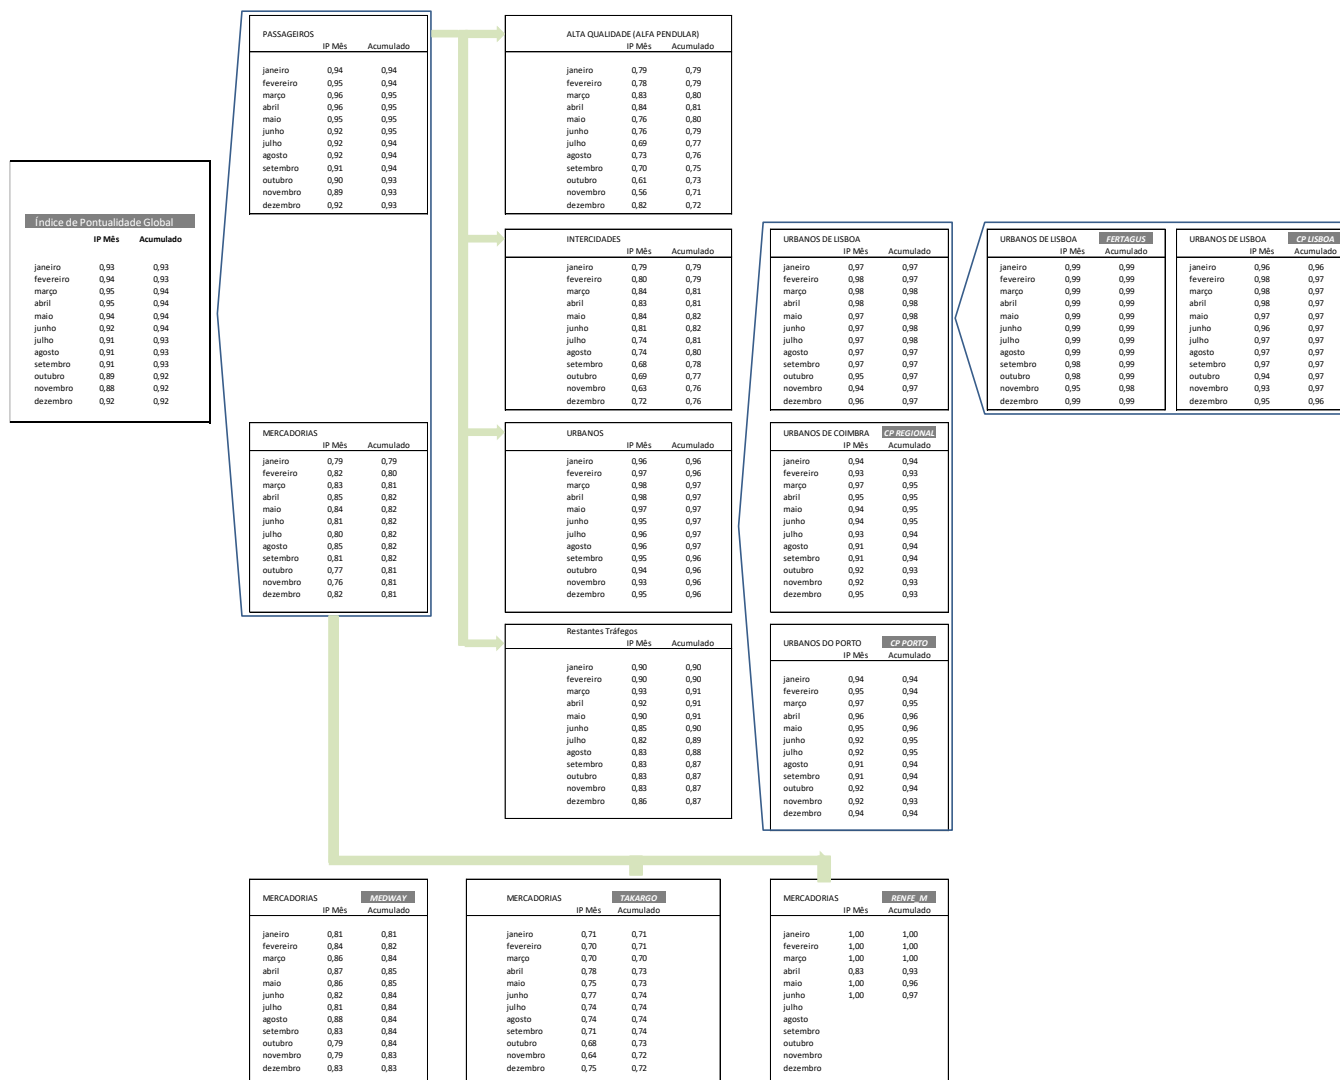 Índice de Pontualidade Global
IP Mês Acumulado
janeiro 0,93 0,93
fevereiro 0,94 0,93
março 0,95 0,94
abril 0,95 0,94
maio 0,94 0,94
junho 0,92 0,94
julho 0,91 0,93
agosto 0,91 0,93
setembro 0,91 0,93
outubro 0,89 0,92
novembro 0,88 0,92
dezembro 0,92 0,92
PASSAGEIROS
IP Mês Acumulado
janeiro 0,94 0,94
fevereiro 0,95 0,94
março 0,96 0,95
abril 0,96 0,95
maio 0,95 0,95
junho 0,92 0,95
julho 0,92 0,94
agosto 0,92 0,94
setembro 0,91 0,94
outubro 0,90 0,93
novembro 0,89 0,93
dezembro 0,92 0,93
ALTA QUALIDADE (ALFA PENDULAR)
IP Mês Acumulado
janeiro 0,79 0,79
fevereiro 0,78 0,79
março 0,83 0,80
abril 0,84 0,81
maio 0,76 0,80
junho 0,76 0,79
julho 0,69 0,77
agosto 0,73 0,76
setembro 0,70 0,75
outubro 0,61 0,73
novembro 0,56 0,71
dezembro 0,82 0,72
INTERCIDADES
IP Mês Acumulado
janeiro 0,79 0,79
fevereiro 0,80 0,79
março 0,84 0,81
abril 0,83 0,81
maio 0,84 0,82
junho 0,81 0,82
julho 0,74 0,81
agosto 0,74 0,80
setembro 0,68 0,78
outubro 0,69 0,77
novembro 0,63 0,76
dezembro 0,72 0,76
URBANOS DE LISBOA
IP Mês Acumulado
janeiro 0,97 0,97
fevereiro 0,98 0,97
março 0,98 0,98
abril 0,98 0,98
maio 0,97 0,98
junho 0,97 0,98
julho 0,97 0,98
agosto 0,97 0,97
setembro 0,97 0,97
outubro 0,95 0,97
novembro 0,94 0,97
dezembro 0,96 0,97
URBANOS DE LISBOA FERTAGUS
IP Mês Acumulado
janeiro 0,99 0,99
fevereiro 0,99 0,99
março 0,99 0,99
abril 0,99 0,99
maio 0,99 0,99
junho 0,99 0,99
julho 0,99 0,99
agosto 0,99 0,99
setembro 0,98 0,99
outubro 0,98 0,99
novembro 0,95 0,98
dezembro 0,99 0,99
URBANOS DE LISBOA CP LISBOA
IP Mês Acumulado
janeiro 0,96 0,96
fevereiro 0,98 0,97
março 0,98 0,97
abril 0,98 0,97
maio 0,97 0,97
junho 0,96 0,97
julho 0,97 0,97
agosto 0,97 0,97
setembro 0,97 0,97
outubro 0,94 0,97
novembro 0,93 0,97
dezembro 0,95 0,96
MERCADORIAS
IP Mês Acumulado
janeiro 0,79 0,79
fevereiro 0,82 0,80
março 0,83 0,81
abril 0,85 0,82
maio 0,84 0,82
junho 0,81 0,82
julho 0,80 0,82
agosto 0,85 0,82
setembro 0,81 0,82
outubro 0,77 0,81
novembro 0,76 0,81
dezembro 0,82 0,81
URBANOS
IP Mês Acumulado
janeiro 0,96 0,96
fevereiro 0,97 0,96
março 0,98 0,97
abril 0,98 0,97
maio 0,97 0,97
junho 0,95 0,97
julho 0,96 0,97
agosto 0,96 0,97
setembro 0,95 0,96
outubro 0,94 0,96
novembro 0,93 0,96
dezembro 0,95 0,96
URBANOS DE COIMBRA CP REGIONAL
IP Mês Acumulado
janeiro 0,94 0,94
fevereiro 0,93 0,93
março 0,97 0,95
abril 0,95 0,95
maio 0,94 0,95
junho 0,94 0,95
julho 0,93 0,94
agosto 0,91 0,94
setembro 0,91 0,94
outubro 0,92 0,93
novembro 0,92 0,93
dezembro 0,95 0,93
Restantes Tráfegos
IP Mês Acumulado
janeiro 0,90 0,90
fevereiro 0,90 0,90
março 0,93 0,91
abril 0,92 0,91
maio 0,90 0,91
junho 0,85 0,90
julho 0,82 0,89
agosto 0,83 0,88
setembro 0,83 0,87
outubro 0,83 0,87
novembro 0,83 0,87
dezembro 0,86 0,87
URBANOS DO PORTO CP PORTO
IP Mês Acumulado
janeiro 0,94 0,94
fevereiro 0,95 0,94
março 0,97 0,95
abril 0,96 0,96
maio 0,95 0,96
junho 0,92 0,95
julho 0,92 0,95
agosto 0,91 0,94
setembro 0,91 0,94
outubro 0,92 0,94
novembro 0,92 0,93
dezembro 0,94 0,94
MERCADORIAS MEDWAY
IP Mês Acumulado
janeiro 0,81 0,81
fevereiro 0,84 0,82
março 0,86 0,84
abril 0,87 0,85
maio 0,86 0,85
junho 0,82 0,84
julho 0,81 0,84
agosto 0,88 0,84
setembro 0,83 0,84
outubro 0,79 0,84
novembro 0,79 0,83
dezembro 0,83 0,83
MERCADORIAS TAKARGO
IP Mês Acumulado
janeiro 0,71 0,71
fevereiro 0,70 0,71
março 0,70 0,70
abril 0,78 0,73
maio 0,75 0,73
junho 0,77 0,74
julho 0,74 0,74
agosto 0,74 0,74
setembro 0,71 0,74
outubro 0,68 0,73
novembro 0,64 0,72
dezembro 0,75 0,72
MERCADORIAS RENFE_M
IP Mês Acumulado
janeiro 1,00 1,00
fevereiro 1,00 1,00
março 1,00 1,00
abril 0,83 0,93
maio 1,00 0,96
junho 1,00 0,97
julho
agosto
setembro
outubro
novembro
dezembro